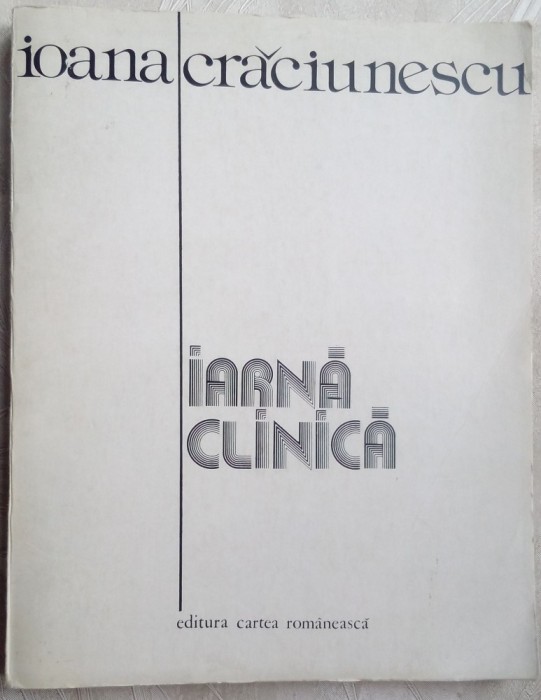 ioana crăciunescu
iarnă
clinică
editura cartea românească